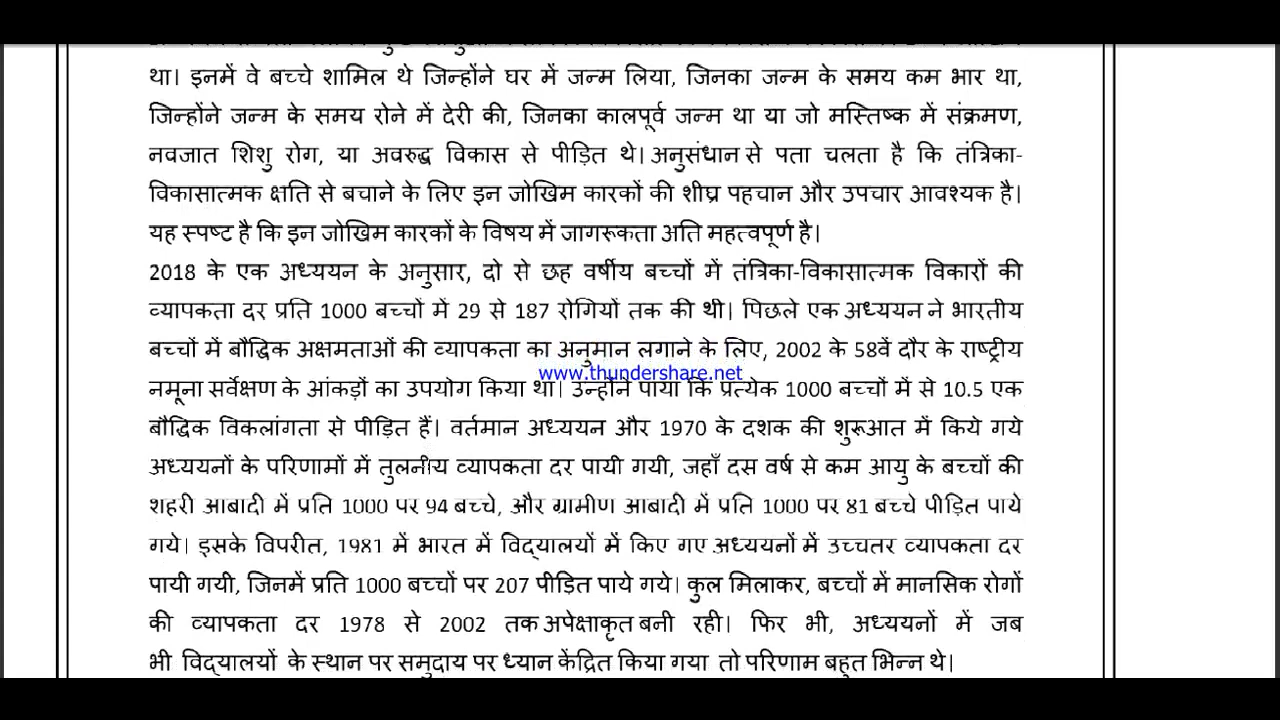 था। इनमें वे बच्चे शामिल थे जिन्होंने घर में जन्म लिया, जिनका जन्म के समय कम भार था,
जिन्होंने जन्म के समय रोने में देरी की, जिनका कालपूर्व जन्म था या जो मस्तिष्क में संक्रमण,
नवजात शिशु रोग, या अवरुद्ध विकास से पीड़ित थे। अनुसंधान से पता चलता है कि तंत्रिका-
विकासात्मक क्षति से बचाने के लिए इन जोखिम कारकों की शीघ्र पहचान और उपचार आवश्यक है।
यह स्पष्ट है कि इन जोखिम कारकों के विषय में जागरूकता अति महत्वपूर्ण है।
2018 के एक अध्ययन के अनुसार, दो से छह वर्षीय बच्चों में तंत्रिका-विकासात्मक विकारों की
व्यापकता दर प्रति 1000 बच्चों में 29 से 187 रोगियों तक की थी। पिछले एक अध्ययन ने भारतीय
बच्चों में बौद्धिक अक्षमताओं की व्यापकता का अनुमान लगाने के लिए, 2002 के 58वें दौर के राष्ट्रीय
www.thundershare.net
नमूना सर्वेक्षण के आंकड़ों का उपयोग किया था। उन्होंने पाया कि प्रत्येक 1000 बच्चों में से 10.5 एक
बौद्धिक विकलांगता से पीड़ित हैं। वर्तमान अध्ययन और 1970 के दशक की शुरूआत में किये गये
अध्ययनों के परिणामों में तुलनीय व्यापकता दर पायी गयी, जहाँ दस वर्ष से कम आयु के बच्चों की
शहरी आबादी में प्रति 1000 पर 94 बच्चे, और ग्रामीण आबादी में प्रति 1000 पर 81 बच्चे पीड़ित पाये
गये। इसके विपरीत, 1981 में भारत में विद्यालयों में किए गए अध्ययनों में उच्चतर व्यापकता दर
पायी गयी, जिनमें प्रति 1000 बच्चों पर 207 पीड़ित पाये गये। कुल मिलाकर, बच्चों में मानसिक रोगों
की व्यापकता दर 1978 से 2002 तक अपेक्षाकृत बनी रही। फिर भी, अध्ययनों में जब
भी विद्यालयों के स्थान पर समुदाय पर ध्यान केंद्रित किया गया तो परिणाम बहुत भिन्न थे।